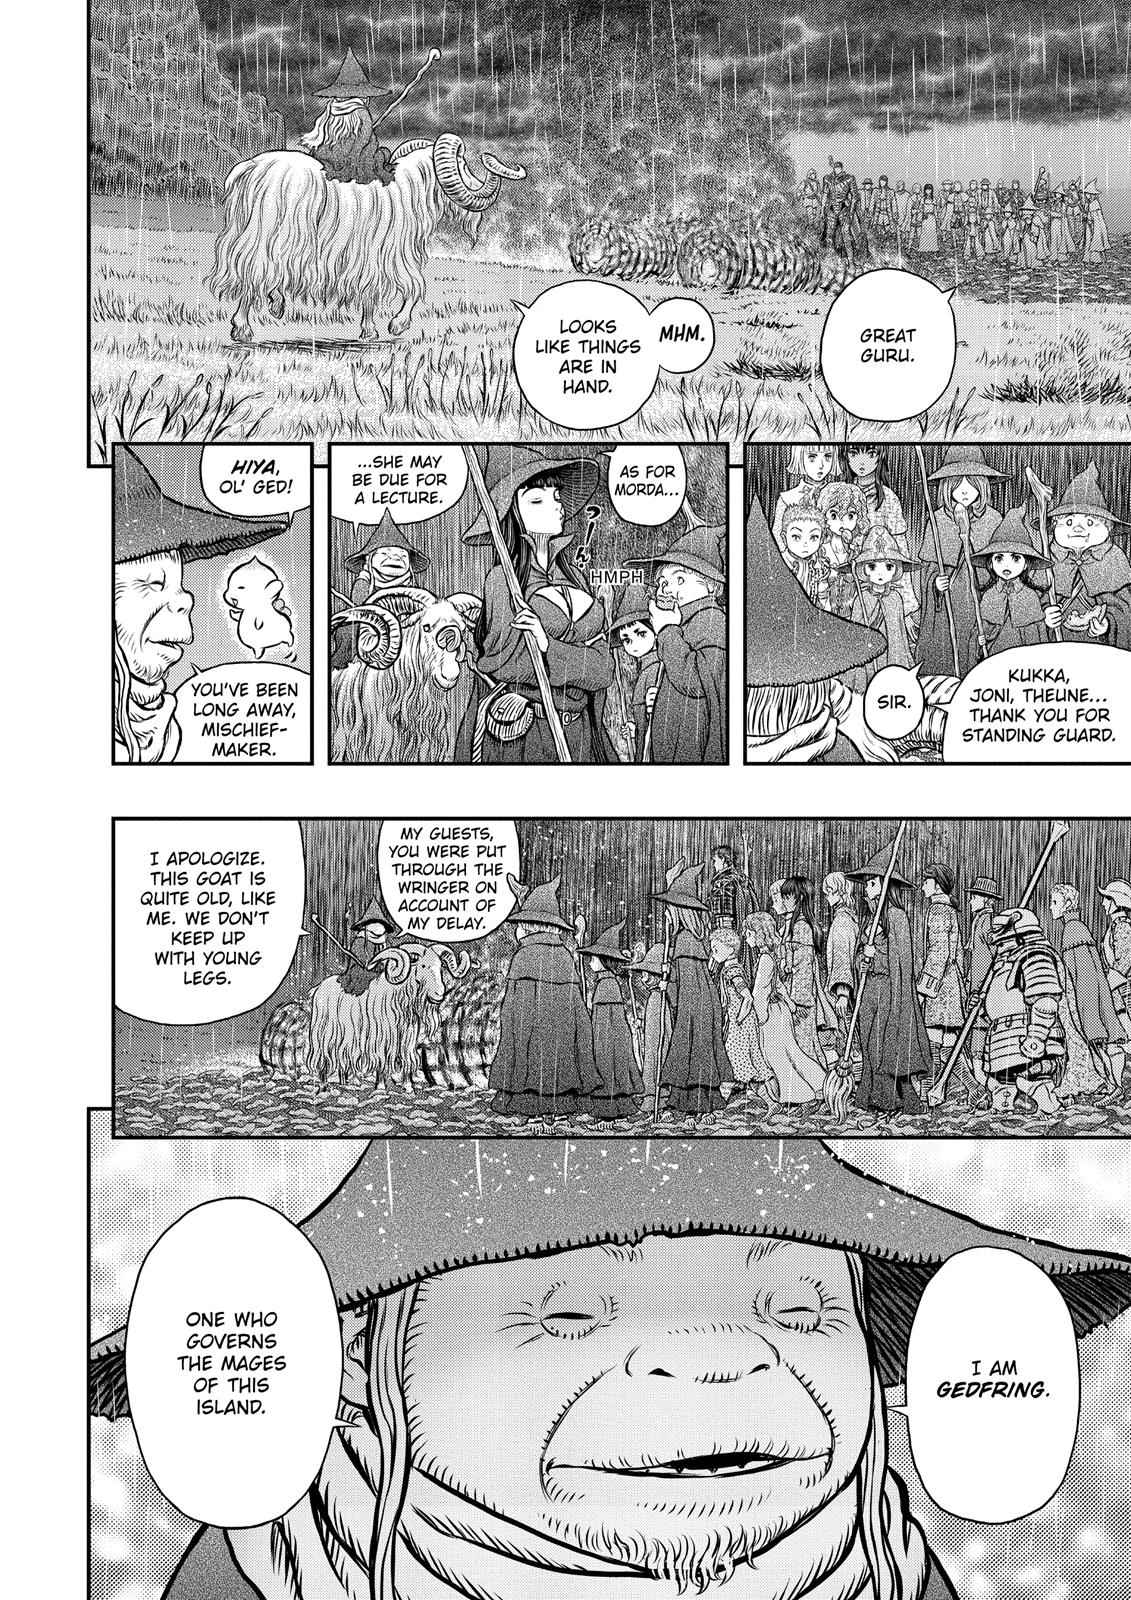 GREAT
GURU.
MHM.
LOOKS
LIKE THINGS
ARE IN
HAND.
KUKKA,
JONI, THEUNE...
THANK YOU FOR
STANDING GUARD.
SIR.
AS FOR
MORDA...
...SHE MAY
BE DUE FOR
A LECTURE.
つーん
HMPH
HIYA,
OL' GED!
YOU'VE BEEN
LONG AWAY,
MISCHIEF-
MAKER.
MY GUESTS,
YOU WERE PUT
THROUGH THE
WRINGER ON
ACCOUNT OF
MY DELAY.
I APOLOGIZE.
THIS GOAT IS
QUITE OLD, LIKE
ME. WE DON'T
KEEP UP
WITH YOUNG
LEGS.
I AM
GEDFRING.
ONE WHO
GOVERNS
THE MAGES
OF THIS
ISLAND.